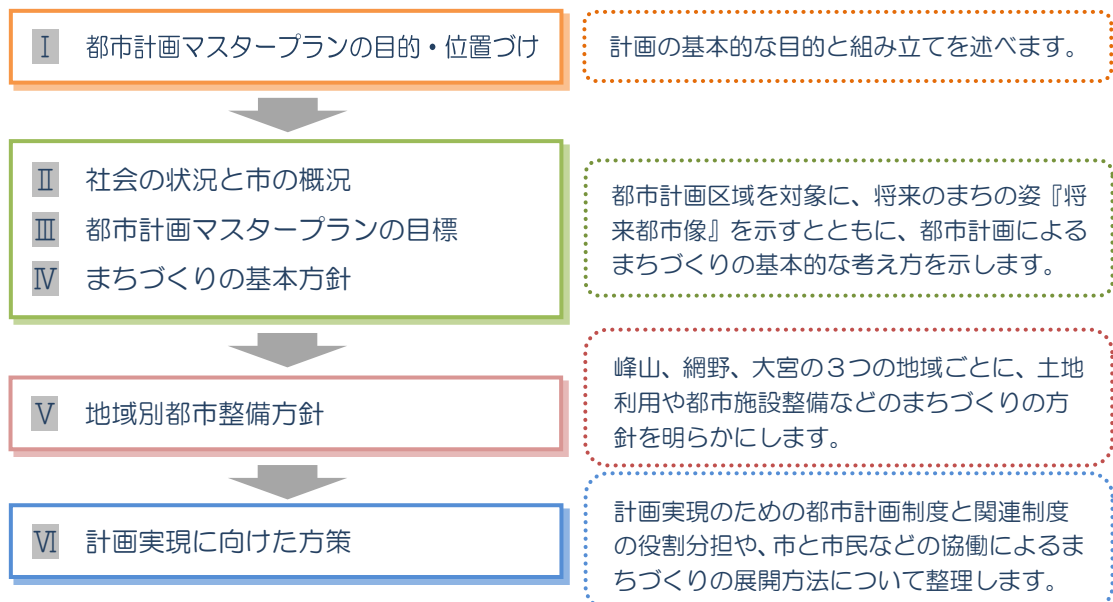 Ⅰ 都市計画マスタープランの目的・位置づけ
計画の基本的な目的と組み立てを述べます。
Ⅱ 社会の状況と市の概況
Ⅲ 都市計画マスタープランの目標
Ⅳ まちづくりの基本方針
都市計画区域を対象に、将来のまちの姿『将
来都市像』を示すとともに、都市計画による
まちづくりの基本的な考え方を示します。
Ⅴ 地域別都市整備方針
峰山、網野、大宮の３つの地域ごとに、土地
利用や都市施設整備などのまちづくりの方
針を明らかにします。
Ⅵ 計画実現に向けた方策
計画実現のための都市計画制度と関連制度
の役割分担や、市と市民などの協働によるま
ちづくりの展開方法について整理します。